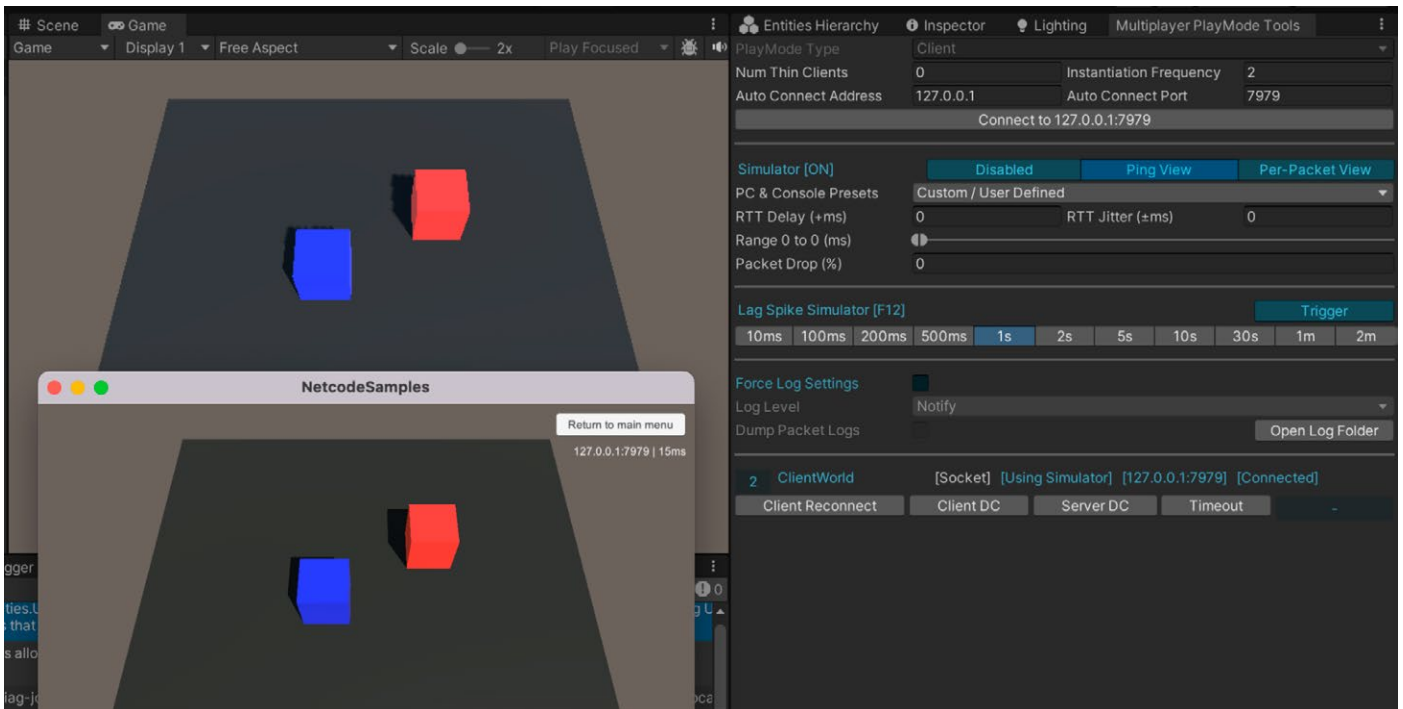 Scene Game
Game Display 1 Free Aspect Scale 2x Play Focused
Return to main menu
NetcodeSamples
127.0.0.1:7979 | 15ms
gger
0
ties.U
g U
that
s allo
iag-j
oca
Entities Hierarchy Inspector Lighting Multiplayer PlayMode Tools
PlayMode Type Client
Num Thin Clients 0 Instantiation Frequency 2
Auto Connect Address 127.0.0.1 Auto Connect Port 7979
Connect to 127.0.0.1:7979
Simulator [ON] Disabled Ping View Per-Packet View
PC & Console Presets Custom / User Defined
RTT Delay (+ms) 0 RTT Jitter (±ms) 0
Range 0 to 0 (ms)
Packet Drop (%) 0
Lag Spike Simulator [F12] Trigger
10ms 100ms 200ms 500ms 1s 2s 5s 10s 30s 1m 2m
Force Log Settings
Log Level Notify
Dump Packet Logs Open Log Folder
2 ClientWorld [Socket] [Using Simulator] [127.0.0.1:7979] [Connected]
Client Reconnect Client DC Server DC Timeout -